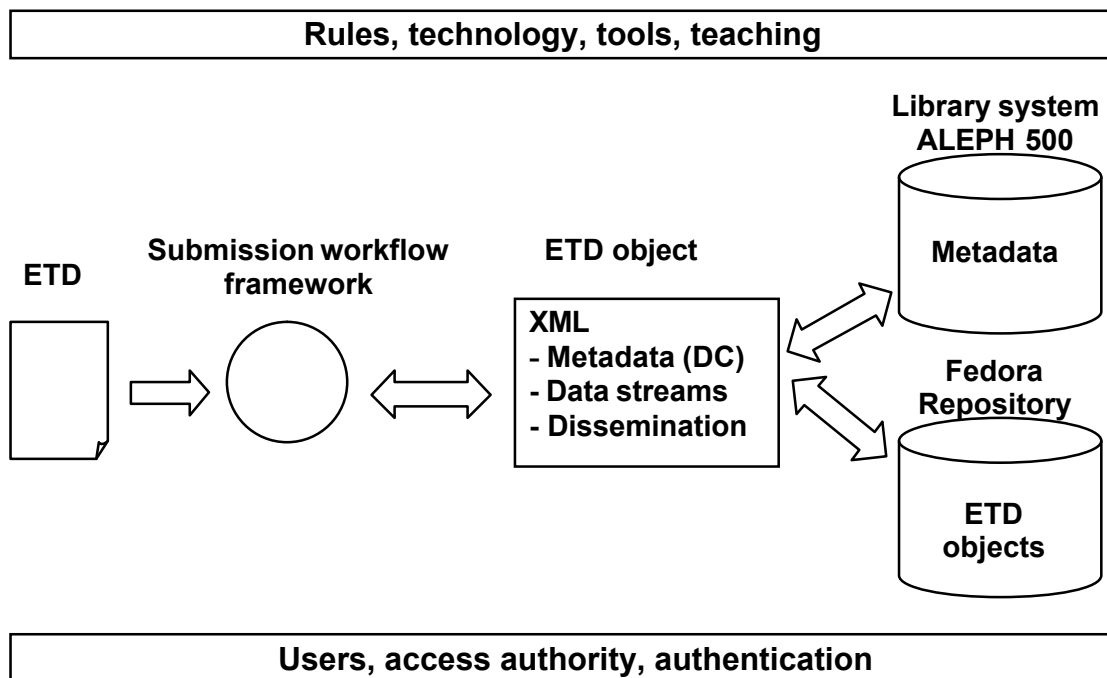 Rules, technology, tools, teaching
Library system
ALEPH 500
Metadata
Submission workflow
framework
ETD object
ETD
XML
- Metadata (DC)
- Data streams
- Dissemination
Fedora
Repository
ETD
objects
Users, access authority, authentication